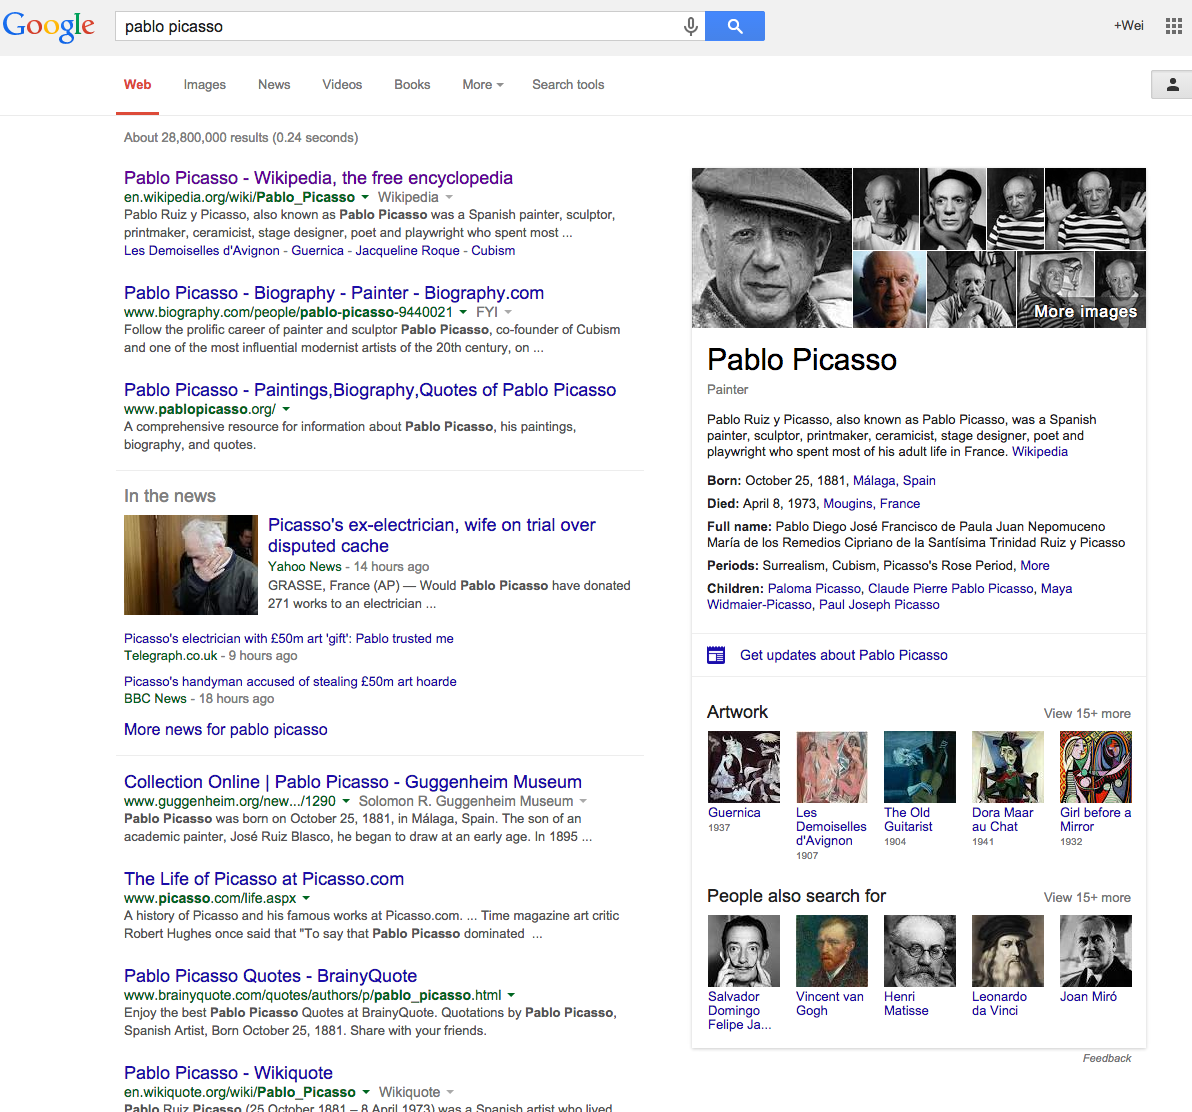 Google
pablo picasso
+Wei
Web
Images
News
Videos
Books
More
Search tools
About 28,800,000 results (0.24 seconds)
Pablo Picasso - Wikipedia, the free encyclopedia
en.wikipedia.org/wiki/Pablo_Picasso Wikipedia
Pablo Ruiz y Picasso, also known as Pablo Picasso was a Spanish painter, sculptor,
printmaker, ceramicist, stage designer, poet and playwright who spent most ...
Les Demoiselles d'Avignon - Guernica - Jacqueline Roque - Cubism
Pablo Picasso - Biography - Painter - Biography.com
www.biography.com/people/pablo-picasso-9440021 FYI
Follow the prolific career of painter and sculptor Pablo Picasso, co-founder of Cubism
and one of the most influential modernist artists of the 20th century, on ...
Pablo Picasso - Paintings,Biography,Quotes of Pablo Picasso
www.pablopicasso.org/
A comprehensive resource for information about Pablo Picasso, his paintings,
biography, and quotes.
In the news
Picasso's ex-electrician, wife on trial over
disputed cache
Yahoo News - 14 hours ago
GRASSE, France (AP) — Would Pablo Picasso have donated
271 works to an electrician ...
Picasso's electrician with £50m art 'gift': Pablo trusted me
Telegraph.co.uk - 9 hours ago
Picasso's handyman accused of stealing £50m art hoarde
BBC News - 18 hours ago
More news for pablo picasso
Collection Online | Pablo Picasso - Guggenheim Museum
www.guggenheim.org/new.../1290 Solomon R. Guggenheim Museum
Pablo Picasso was born on October 25, 1881, in Málaga, Spain. The son of an
academic painter, José Ruiz Blasco, he began to draw at an early age. In 1895 ...
The Life of Picasso at Picasso.com
www.picasso.com/life.aspx
A history of Picasso and his famous works at Picasso.com. ... Time magazine art critic
Robert Hughes once said that "To say that Pablo Picasso dominated ...
Pablo Picasso Quotes - BrainyQuote
www.brainyquote.com/quotes/authors/p/pablo_picasso.html
Enjoy the best Pablo Picasso Quotes at BrainyQuote. Quotations by Pablo Picasso,
Spanish Artist, Born October 25, 1881. Share with your friends.
Pablo Picasso - Wikiquote
en.wikiquote.org/wiki/Pablo_Picasso Wikiquote
Pablo Ruiz Picasso (25 October 1881 – 8 April 1973) was a Spanish artist who lived
More images
Pablo Picasso
Painter
Pablo Ruiz y Picasso, also known as Pablo Picasso, was a Spanish
painter, sculptor, printmaker, ceramicist, stage designer, poet and
playwright who spent most of his adult life in France. Wikipedia
Born: October 25, 1881, Málaga, Spain
Died: April 8, 1973, Mougins, France
Full name: Pablo Diego José Francisco de Paula Juan Nepomuceno
María de los Remedios Cipriano de la Santísima Trinidad Ruiz y Picasso
Periods: Surrealism, Cubism, Picasso's Rose Period, More
Children: Paloma Picasso, Claude Pierre Pablo Picasso, Maya
Widmaier-Picasso, Paul Joseph Picasso
Get updates about Pablo Picasso
Artwork
View 15+ more
Guernica
1937
Les
Demoiselles
d'Avignon
1907
The Old
Guitarist
1904
Dora Maar
au Chat
1941
Girl before a
Mirror
1932
People also search for
View 15+ more
Salvador
Domingo
Felipe Ja...
Vincent van
Gogh
Henri
Matisse
Leonardo
da Vinci
Joan Miró
Feedback